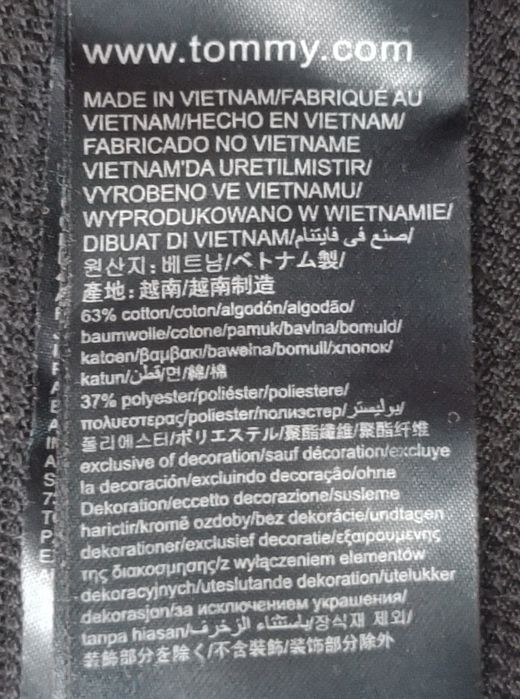 www.tommy.com
MADE IN VIETNAM/FABRIQUÉ AU
VIETNAM/HECHO EN VIETNAM/
FABRICADO NO VIETNAME
VIETNAM'DA URETILMISTIR/
VYROBENO VE VIETNAMU/
WYPRODUKOWANO W WIETNAMIE/
DIBUAT DI VIETNAM/صنع في فايتنام/
원산지:베트남/ベトナム製/
產地:越南/越南制造
63% cotton/coton/algodón/algodão/
baumwolle/cotone/pamuk/bavlna/bomuld/
katoen/βαμβακι/bawełna/bomull/хлопок/
katun/قطن/면/綿/棉
37% polyester/poliéster/poliestere/
πολυεστερας/poliester/полиэстер/بوليستر/
폴리에스터/ポリエステル/聚酯纖維/聚酯纤维
exclusive of decoration/sauf décoration/excluye
la decoración/excluindo decoração/ohne
Dekoration/eccetto decorazione/susleme
harictir/kromě ozdoby/bez dekorácie/undtagen
dekorationer/exclusief decoratie/εξαιρουμενης
της διακοσμησης/z wyłączeniem elementów
dekoracyjnych/uteslutande dekoration/utelukker
dekorasjon/за исключением украшения/
tanpa hiasan/باستثناء الزخرف/장식재 제외/
装飾部分を除く/不含裝飾/装饰部分除外